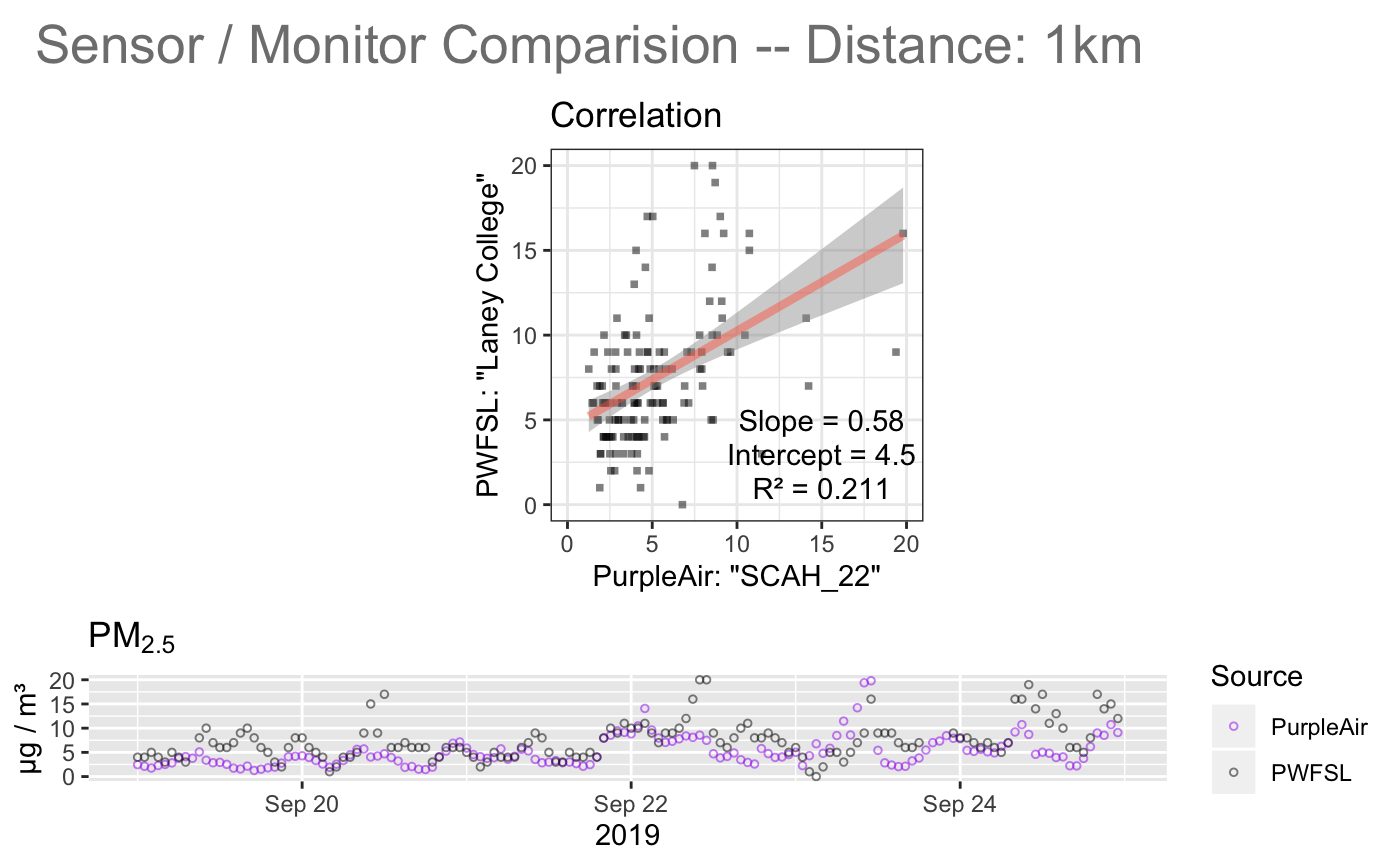 Sensor / Monitor Comparision -- Distance: 1km
Correlation
PWFSL: "Laney College"
20
15
10
5
0
Slope = 0.58
Intercept = 4.5
R² = 0.211
0 5 10 15 20
PurpleAir: "SCAH_22"
PM2.5
µg / m³
20
15
10
5
0
Sep 20 Sep 22 Sep 24
2019
Source
PurpleAir
PWFSL